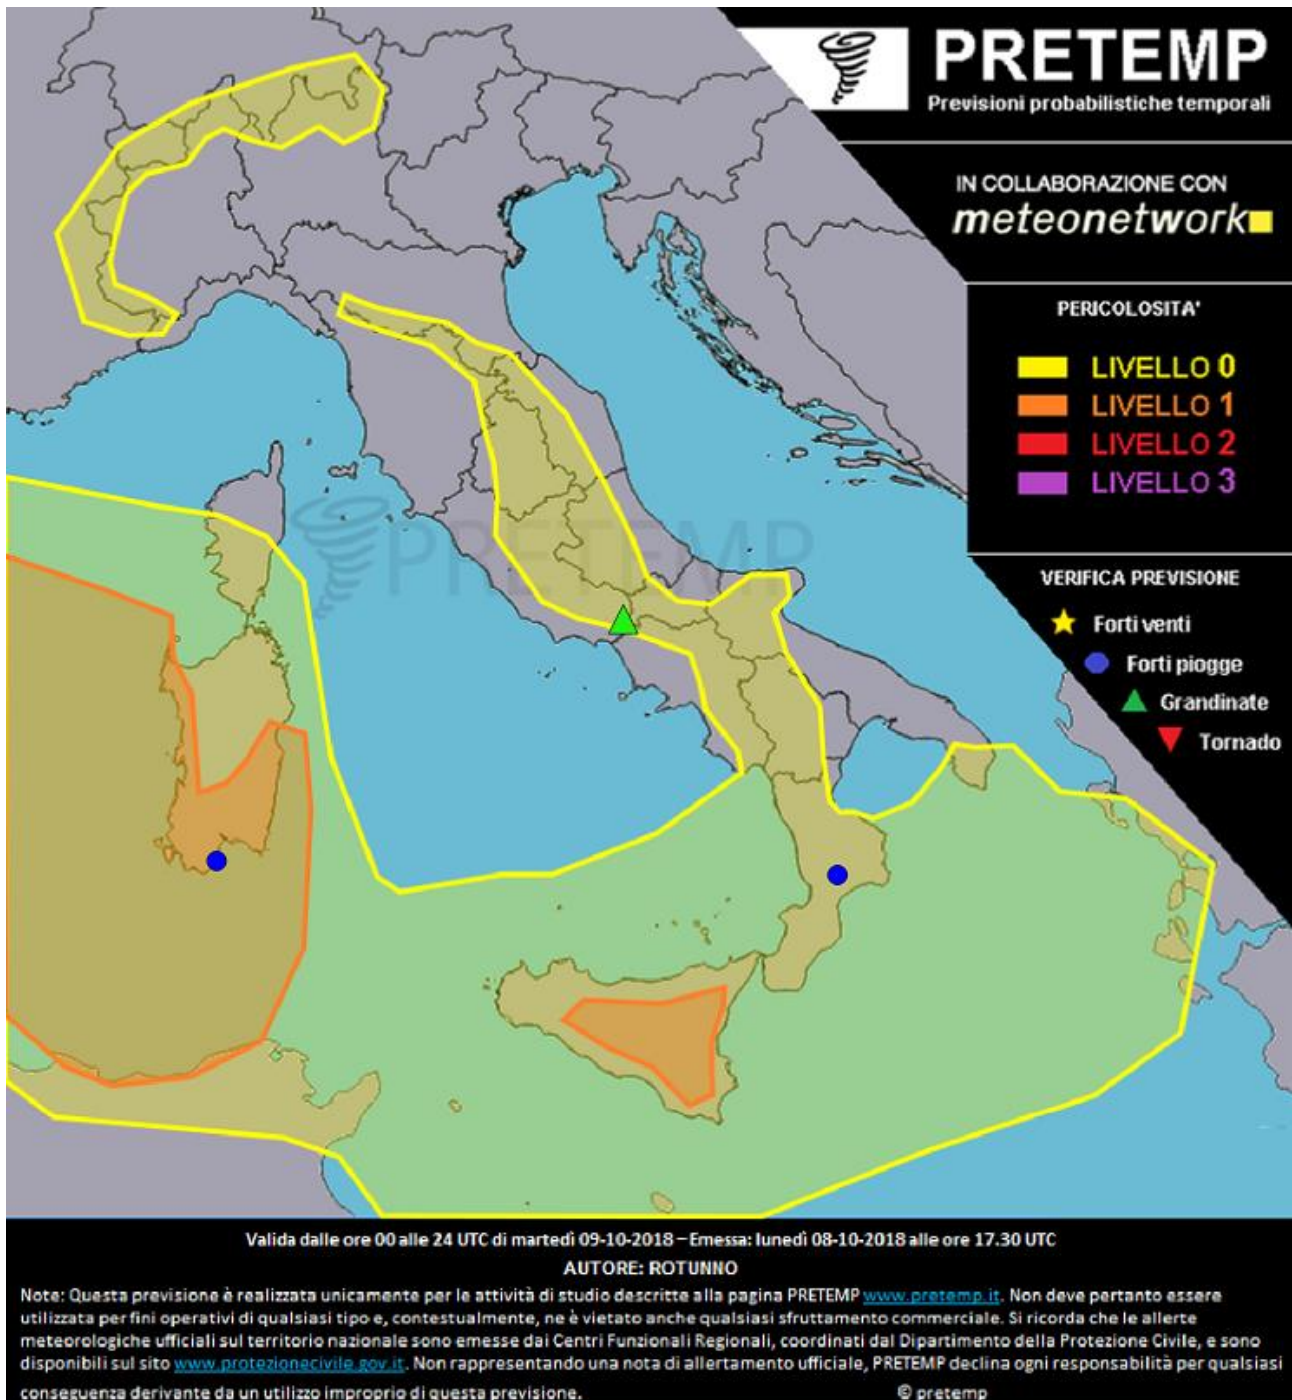 PRETEMP
Previsioni probabilistiche temporali
IN COLLABORAZIONE CON
meteonetwork
PERICOLOSITA'
LIVELLO 0
LIVELLO 1
LIVELLO 2
LIVELLO 3
PRETEMP
VERIFICA PREVISIONE
Forti venti
Forti piogge
Grandinate
Tornado
Valida dalle ore 00 alle 24 UTC di martedì 09-10-2018 – Emessa: lunedì 08-10-2018 alle ore 17.30 UTC
AUTORE: ROTUNNO
Note: Questa previsione è realizzata unicamente per le attività di studio descritte alla pagina PRETEMP www.pretemp.it. Non deve pertanto essere
utilizzata per fini operativi di qualsiasi tipo e, contestualmente, ne è vietato anche qualsiasi sfruttamento commerciale. Si ricorda che le allerte
meteorologiche ufficiali sul territorio nazionale sono emesse dai Centri Funzionali Regionali, coordinati dal Dipartimento della Protezione Civile, e sono
disponibili sul sito www.protezionecivile.gov.it. Non rappresentando una nota di allertamento ufficiale, PRETEMP declina ogni responsabilità per qualsiasi
conseguenza derivante da un utilizzo improprio di questa previsione. © pretemp